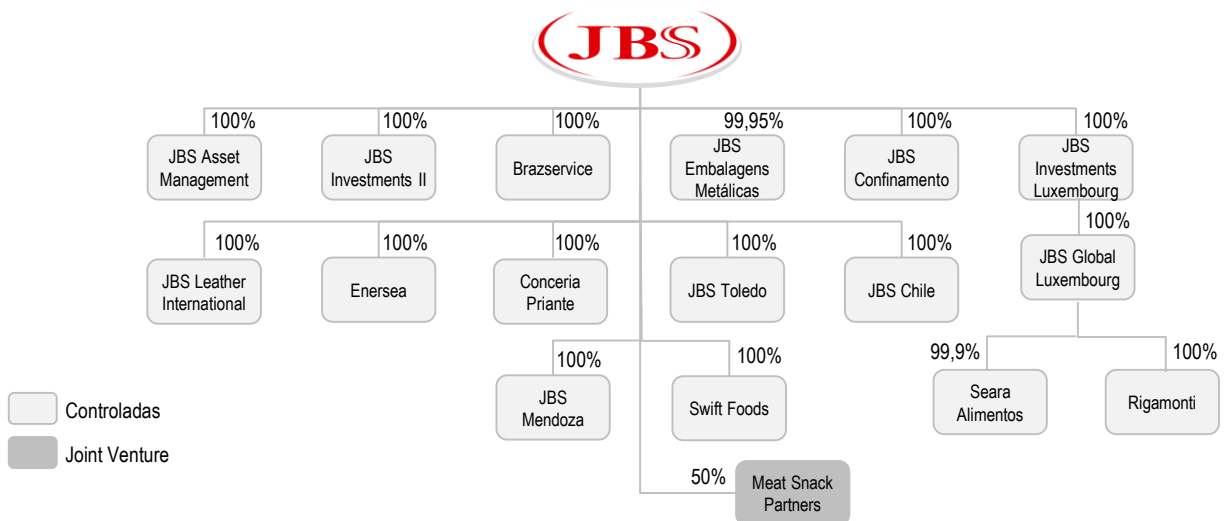 JBS
100%
100%
100%
99,95%
100%
100%
JBS Asset
Management
JBS
Investments II
Brazservice
JBS
Embalagens
Metálicas
JBS
Confinamento
JBS
Investments
Luxembourg
100%
100%
100%
100%
100%
100%
JBS Leather
International
Enersea
Conceria
Priante
JBS Toledo
JBS Chile
JBS Global
Luxembourg
100%
100%
99,9%
100%
JBS
Mendoza
Swift Foods
Seara
Alimentos
Rigamonti
Controladas
Joint Venture
50%
Meat Snack
Partners